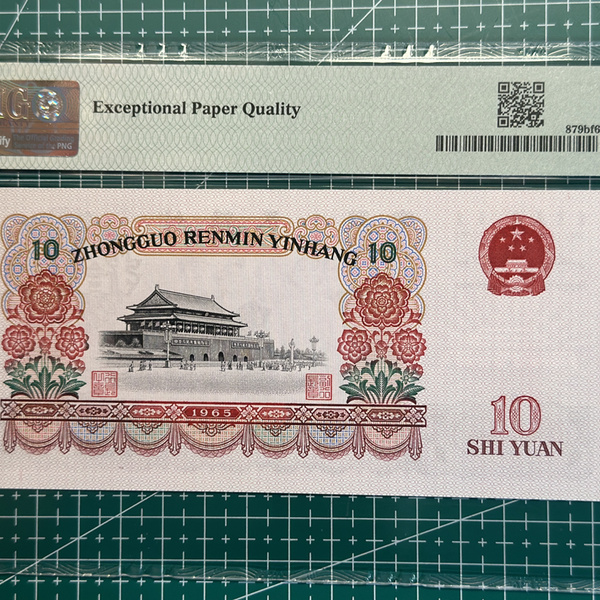 Exceptional Paper Quality
879bf6
10 ZHONGGUO RENMIN YINHANG 10
1965
10
SHI YUAN